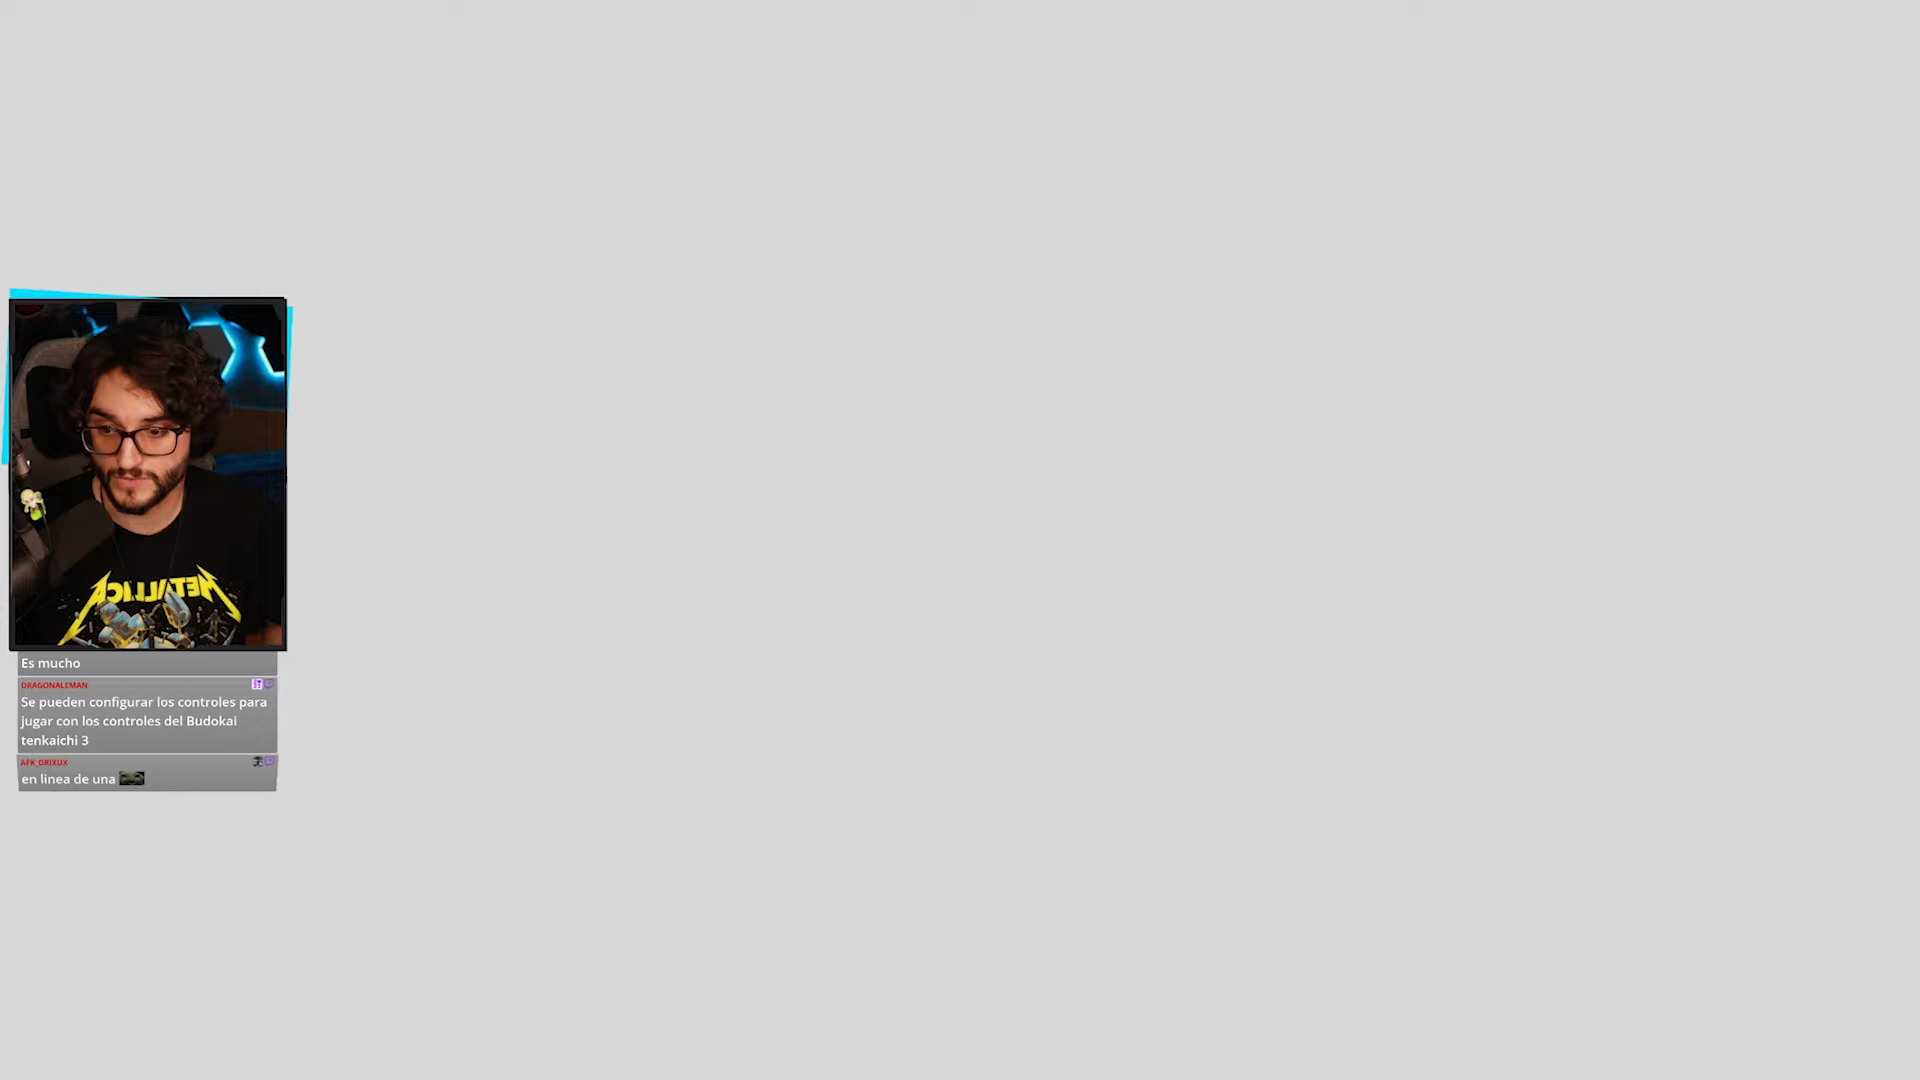 METALLICA
Es mucho
DRAGONALEMAN
Se pueden configurar los controles para
jugar con los controles del Budokai
tenkaichi 3
AFK_DRIXUX
en linea de una